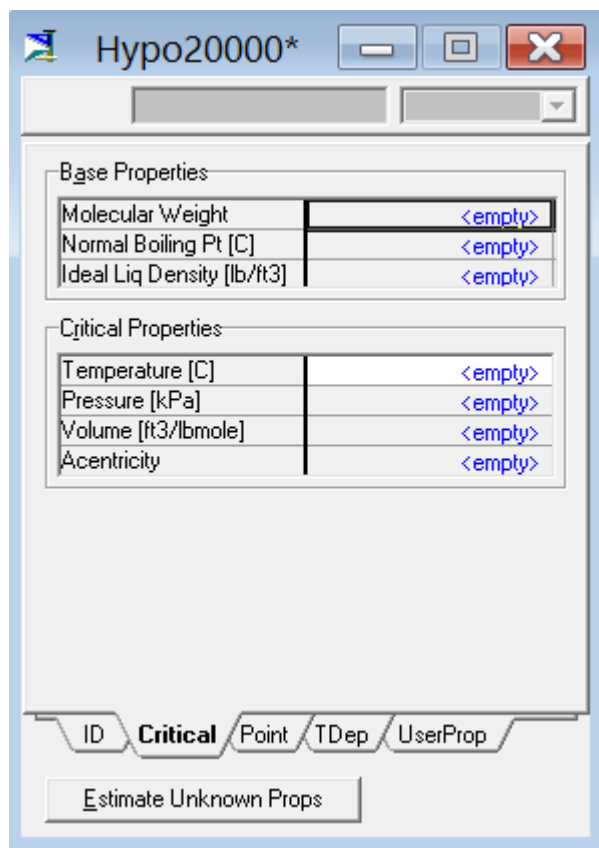 Hypo20000*
Base Properties
Molecular Weight <empty>
Normal Boiling Pt [C] <empty>
Ideal Liq Density [lb/ft3] <empty>
Critical Properties
Temperature [C] <empty>
Pressure [kPa] <empty>
Volume [ft3/lbmole] <empty>
Acentricity <empty>
ID Critical Point TDep UserProp
Estimate Unknown Props